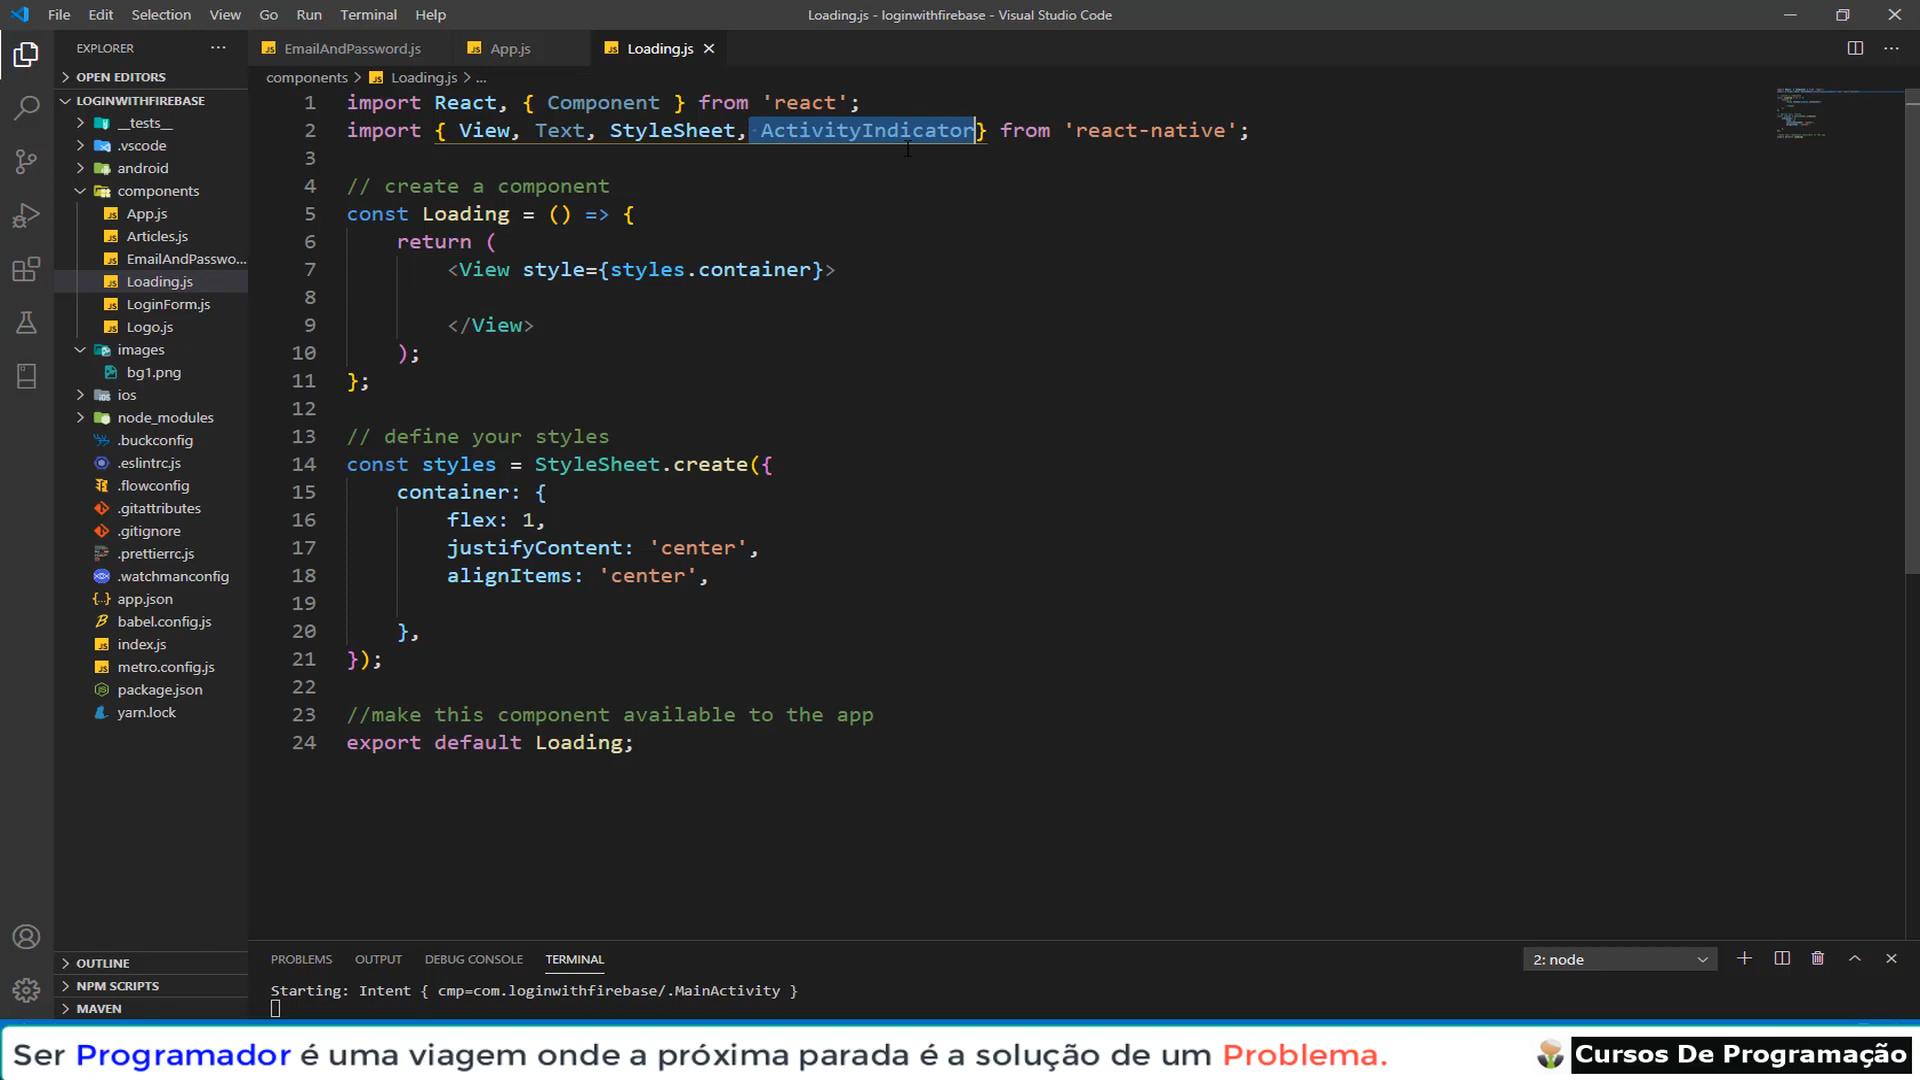 File Edit Selection View Go Run Terminal Help
Loading.js - loginwithfirebase - Visual Studio Code
EXPLORER
OPEN EDITORS
LOGINWITHFIREBASE
__tests__
.vscode
android
components
App.js
Articles.js
EmailAndPasswo...
Loading.js
LoginForm.js
Logo.js
images
bg1.png
ios
node_modules
.buckconfig
.eslintrc.js
.flowconfig
.gitattributes
.gitignore
.prettierrc.js
.watchmanconfig
app.json
babel.config.js
index.js
metro.config.js
package.json
yarn.lock
OUTLINE
NPM SCRIPTS
MAVEN
EmailAndPassword.js App.js Loading.js
components > Loading.js > ...
1 import React, { Component } from 'react';
2 import { View, Text, StyleSheet, ActivityIndicator} from 'react-native';
3
4 // create a component
5 const Loading = () => {
6 return (
7 <View style={styles.container}>
8
9 </View>
10 );
11 };
12
13 // define your styles
14 const styles = StyleSheet.create({
15 container: {
16 flex: 1,
17 justifyContent: 'center',
18 alignItems: 'center',
19
20 },
21 });
22
23 //make this component available to the app
24 export default Loading;
PROBLEMS OUTPUT DEBUG CONSOLE TERMINAL
2: node
Starting: Intent { cmp=com.loginwithfirebase/.MainActivity }
Ser Programador é uma viagem onde a próxima parada é a solução de um Problema.
Cursos De Programação